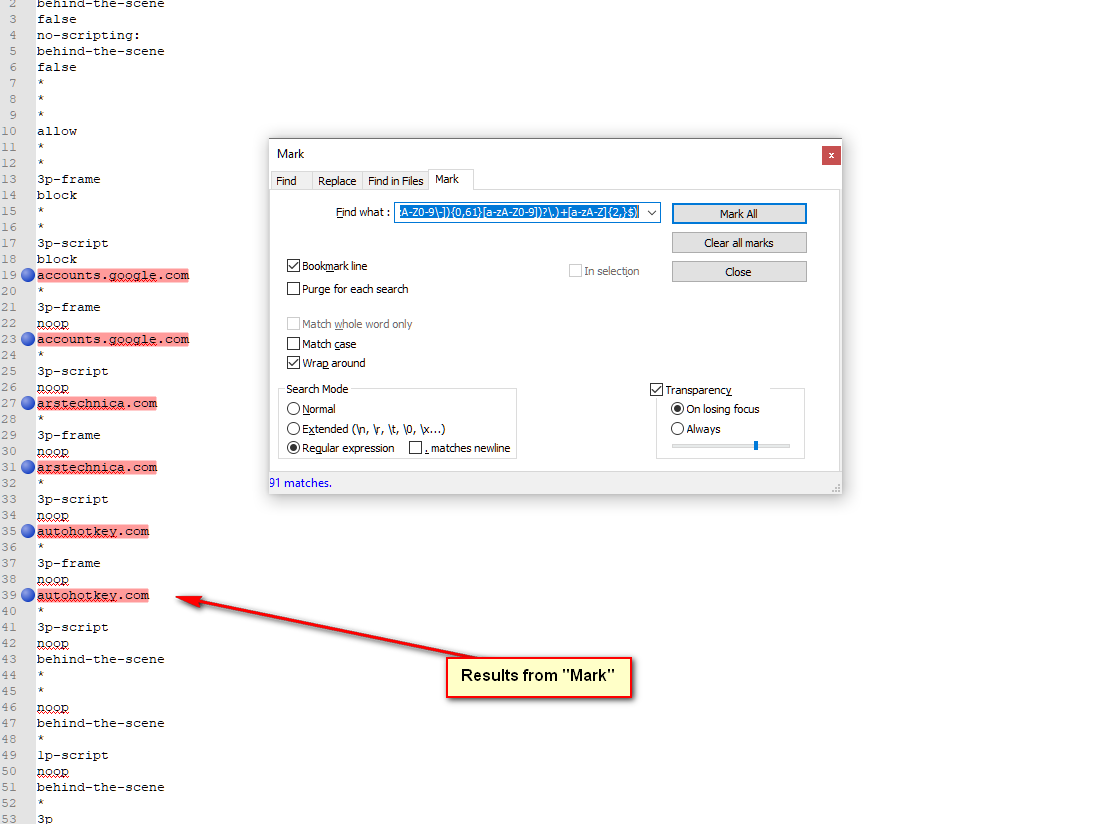 2 behind-the-scene
3 false
4 no-scripting:
5 behind-the-scene
6 false
7 *
8 *
9 *
10 allow
11 *
12 *
13 3p-frame
14 block
15 *
16 *
17 3p-script
18 block
19 accounts.google.com
20 *
21 3p-frame
22 noop
23 accounts.google.com
24 *
25 3p-script
26 noop
27 arstechnica.com
28 *
29 3p-frame
30 noop
31 arstechnica.com
32 *
33 3p-script
34 noop
35 autohotkey.com
36 *
37 3p-frame
38 noop
39 autohotkey.com
40 *
41 3p-script
42 noop
43 behind-the-scene
44 *
45 *
46 noop
47 behind-the-scene
48 *
49 1p-script
50 noop
51 behind-the-scene
52 *
53 3p
Mark
x
Find Replace Find in Files Mark
Find what : A-Z0-9\-]){0,61}[a-zA-Z0-9])?\.)+[a-zA-Z]{2,}$)
Mark All
Clear all marks
Close
Bookmark line
In selection
Purge for each search
Match whole word only
Match case
Wrap around
Search Mode
Normal
Extended (\n, \r, \t, \0, \x...)
Regular expression
. matches newline
Transparency
On losing focus
Always
91 matches.
Results from "Mark"